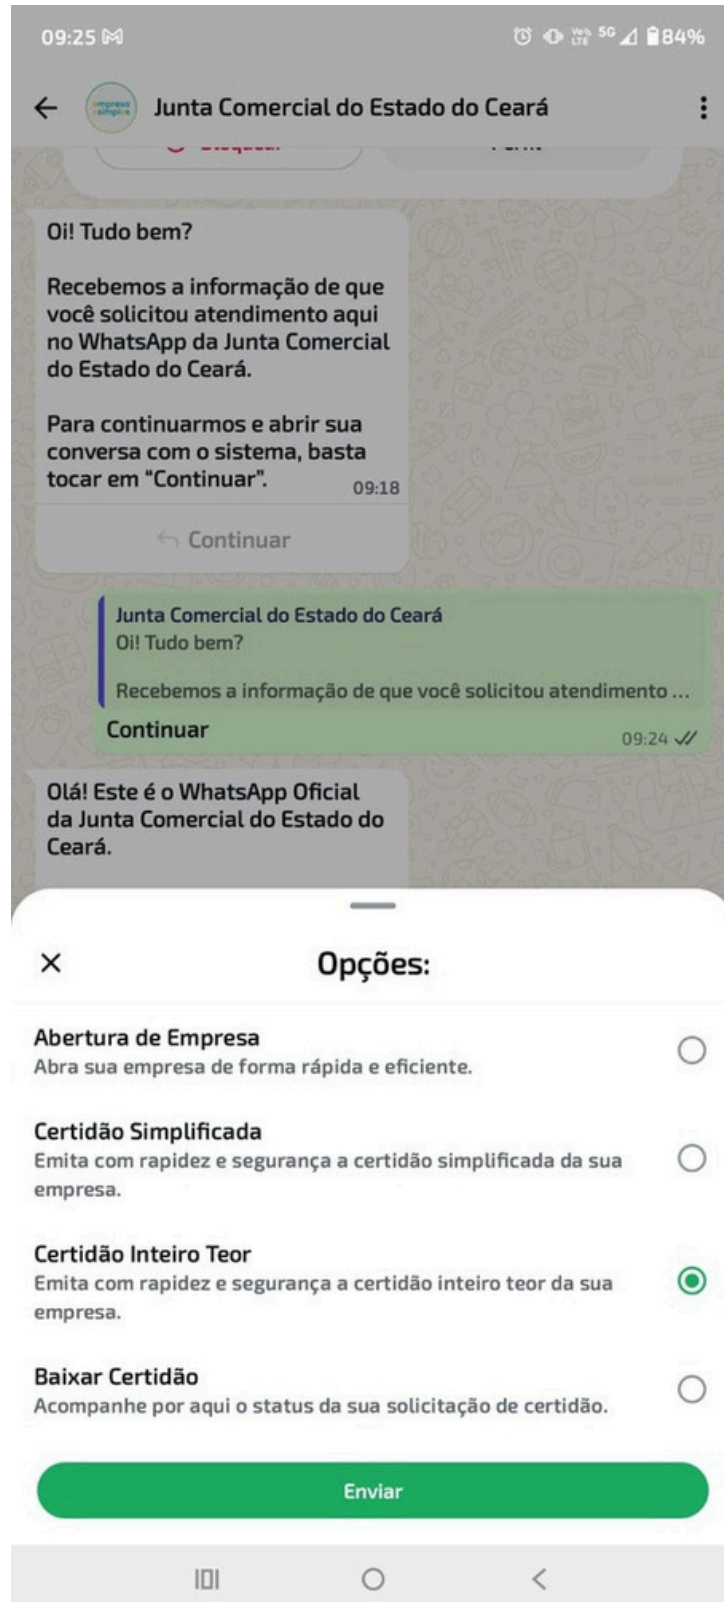 09:25
Vo)) LTE 5G 84%
empresa
+simples
Junta Comercial do Estado do Ceará
Oi! Tudo bem?
Recebemos a informação de que
você solicitou atendimento aqui
no WhatsApp da Junta Comercial
do Estado do Ceará.
Para continuarmos e abrir sua
conversa com o sistema, basta
tocar em “Continuar”.
09:18
Continuar
Junta Comercial do Estado do Ceará
Oi! Tudo bem?
Recebemos a informação de que você solicitou atendimento ...
Continuar
09:24
Olá! Este é o WhatsApp Oficial
da Junta Comercial do Estado do
Ceará.
Opções:
Abertura de Empresa
Abra sua empresa de forma rápida e eficiente.
Certidão Simplificada
Emita com rapidez e segurança a certidão simplificada da sua
empresa.
Certidão Inteiro Teor
Emita com rapidez e segurança a certidão inteiro teor da sua
empresa.
Baixar Certidão
Acompanhe por aqui o status da sua solicitação de certidão.
Enviar